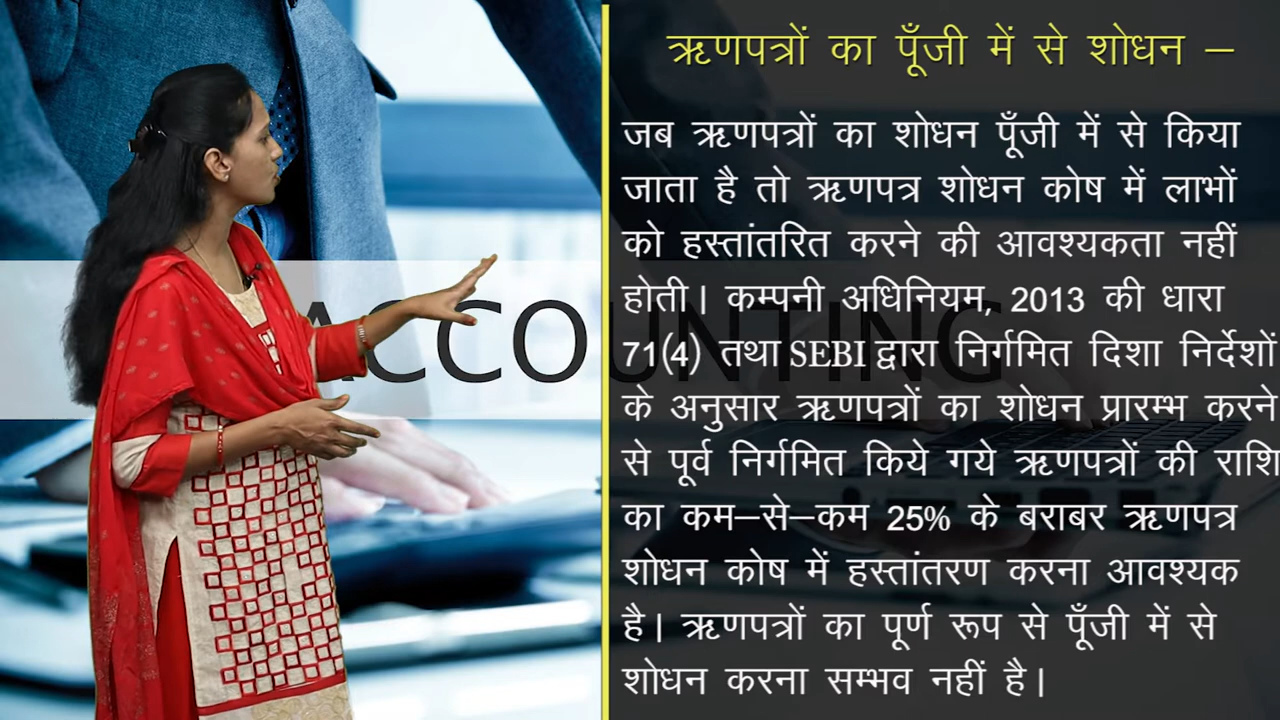 ऋणपत्रों का पूँजी में से शोधन –
जब ऋणपत्रों का शोधन पूँजी में से किया
जाता है तो ऋणपत्र शोधन कोष में लाभों
को हस्तांतरित करने की आवश्यकता नहीं
होती। कम्पनी अधिनियम, 2013 की धारा
71(4) तथा SEBI द्वारा निर्गमित दिशा निर्देशों
के अनुसार ऋणपत्रों का शोधन प्रारम्भ करने
से पूर्व निर्गमित किये गये ऋणपत्रों की राशि
का कम–से–कम 25% के बराबर ऋणपत्र
शोधन कोष में हस्तांतरण करना आवश्यक
है। ऋणपत्रों का पूर्ण रूप से पूँजी में से
शोधन करना सम्भव नहीं है।
ACCOUNTING